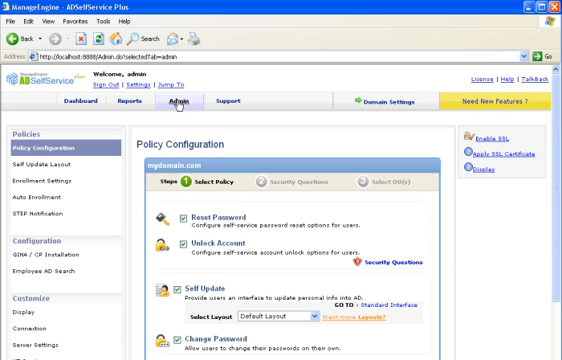 ManageEngine - ADSelfService Plus
File Edit View Favorites Tools Help
Back Search
Address http://localhost:8888/Admin.do?selectedTab=admin Go
ManageEngine
ADSelfService plus
Welcome, admin
Sign Out | Settings | Jump To
License | Help | TalkBack
Dashboard Reports Admin Support Domain Settings Need New Features ?
Policies
Policy Configuration
Self Update Layout
Enrollment Settings
Auto Enrollment
STEP Notification
Configuration
GINA / CP Installation
Employee AD Search
Customize
Display
Connection
Server Settings
Policy Configuration
mydomain.com
Steps 1 Select Policy 2 Security Questions 3 Select OU(s)
Reset Password
Configure self-service password reset options for users.
Unlock Account
Configure self-service account unlock options for users.
Security Questions
Self Update
Provides users an interface to update personal info into AD.
GO TO : Standard Interface
Select Layout Default Layout Want more Layouts?
Change Password
Allow users to change their passwords on their own.
Enable SSL
Apply SSL Certificate
Display